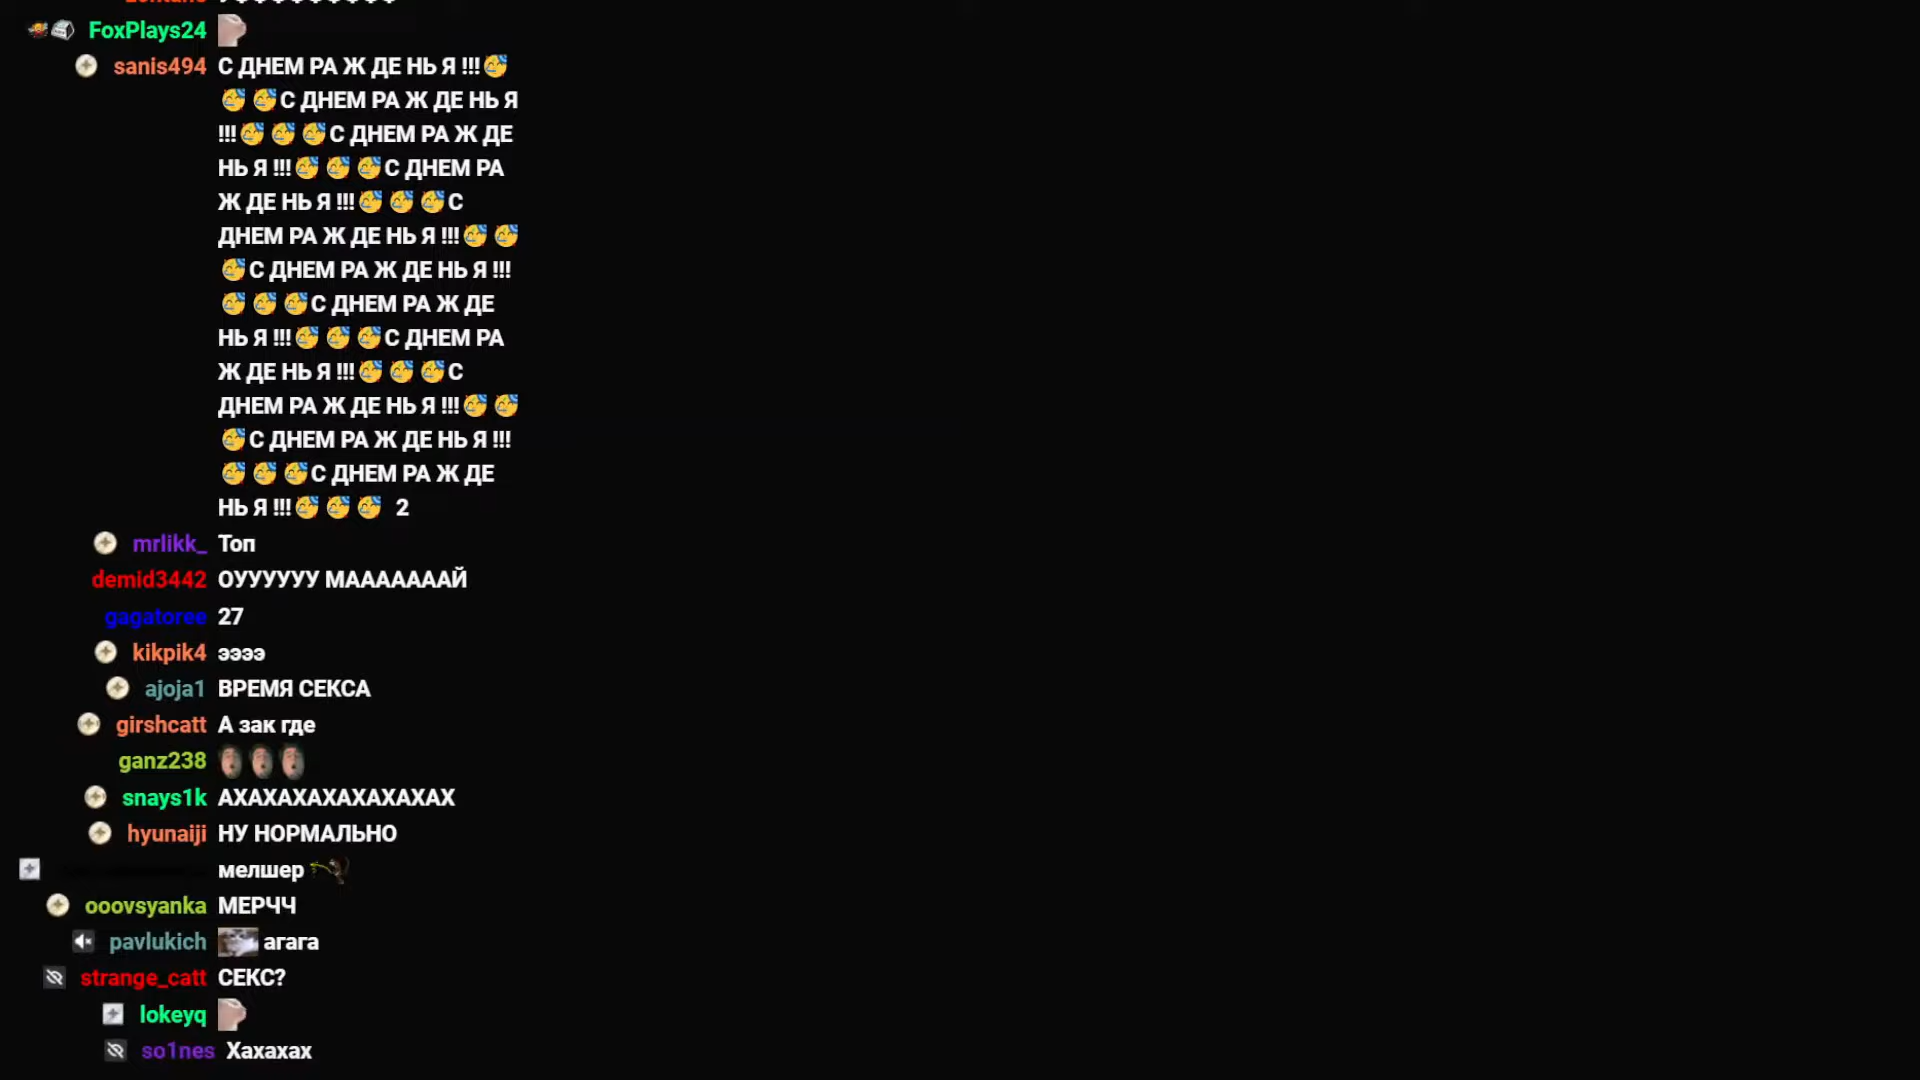 FoxPlays24
sanis494 С ДНЕМ РА Ж ДЕ НЬ Я !!!🥳
🥳 🥳С ДНЕМ РА Ж ДЕ НЬ Я
!!!🥳 🥳 🥳С ДНЕМ РА Ж ДЕ
НЬ Я !!!🥳 🥳 🥳С ДНЕМ РА
Ж ДЕ НЬ Я !!!🥳 🥳 🥳С
ДНЕМ РА Ж ДЕ НЬ Я !!!🥳 🥳
🥳С ДНЕМ РА Ж ДЕ НЬ Я !!!
🥳 🥳 🥳С ДНЕМ РА Ж ДЕ
НЬ Я !!!🥳 🥳 🥳С ДНЕМ РА
Ж ДЕ НЬ Я !!!🥳 🥳 🥳С
ДНЕМ РА Ж ДЕ НЬ Я !!!🥳 🥳
🥳С ДНЕМ РА Ж ДЕ НЬ Я !!!
🥳 🥳 🥳С ДНЕМ РА Ж ДЕ
НЬ Я !!!🥳 🥳 🥳 2
mrlikk_ Топ
demid3442 ОУУУУУУ МАААААААЙ
gagatoree 27
kikpik4 ээээ
ajoja1 ВРЕМЯ СЕКСА
girshcatt А зак где
ganz238
snays1k АХАХАХАХАХАХАХАХ
hyunaiji НУ НОРМАЛЬНО
мелшер
ooovsyanka МЕРЧЧ
pavlukich агага
strange_catt СЕКС?
lokeyq
so1nes Хахахах